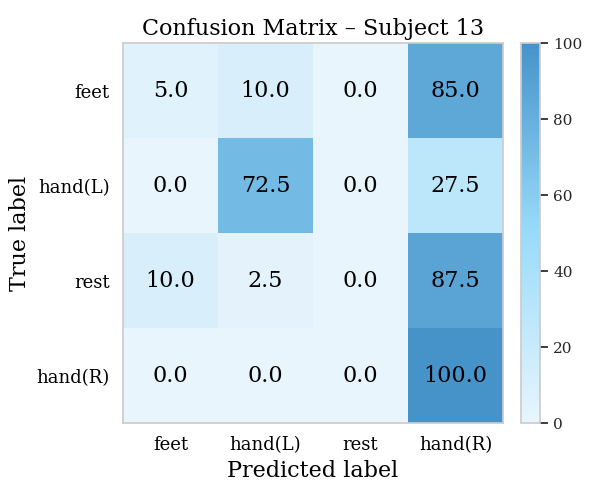 Confusion Matrix – Subject 13
feet 5.0 10.0 0.0 85.0
hand(L) 0.0 72.5 0.0 27.5
rest 10.0 2.5 0.0 87.5
hand(R) 0.0 0.0 0.0 100.0
feet hand(L) rest hand(R)
Predicted label
True label
100
80
60
40
20
0